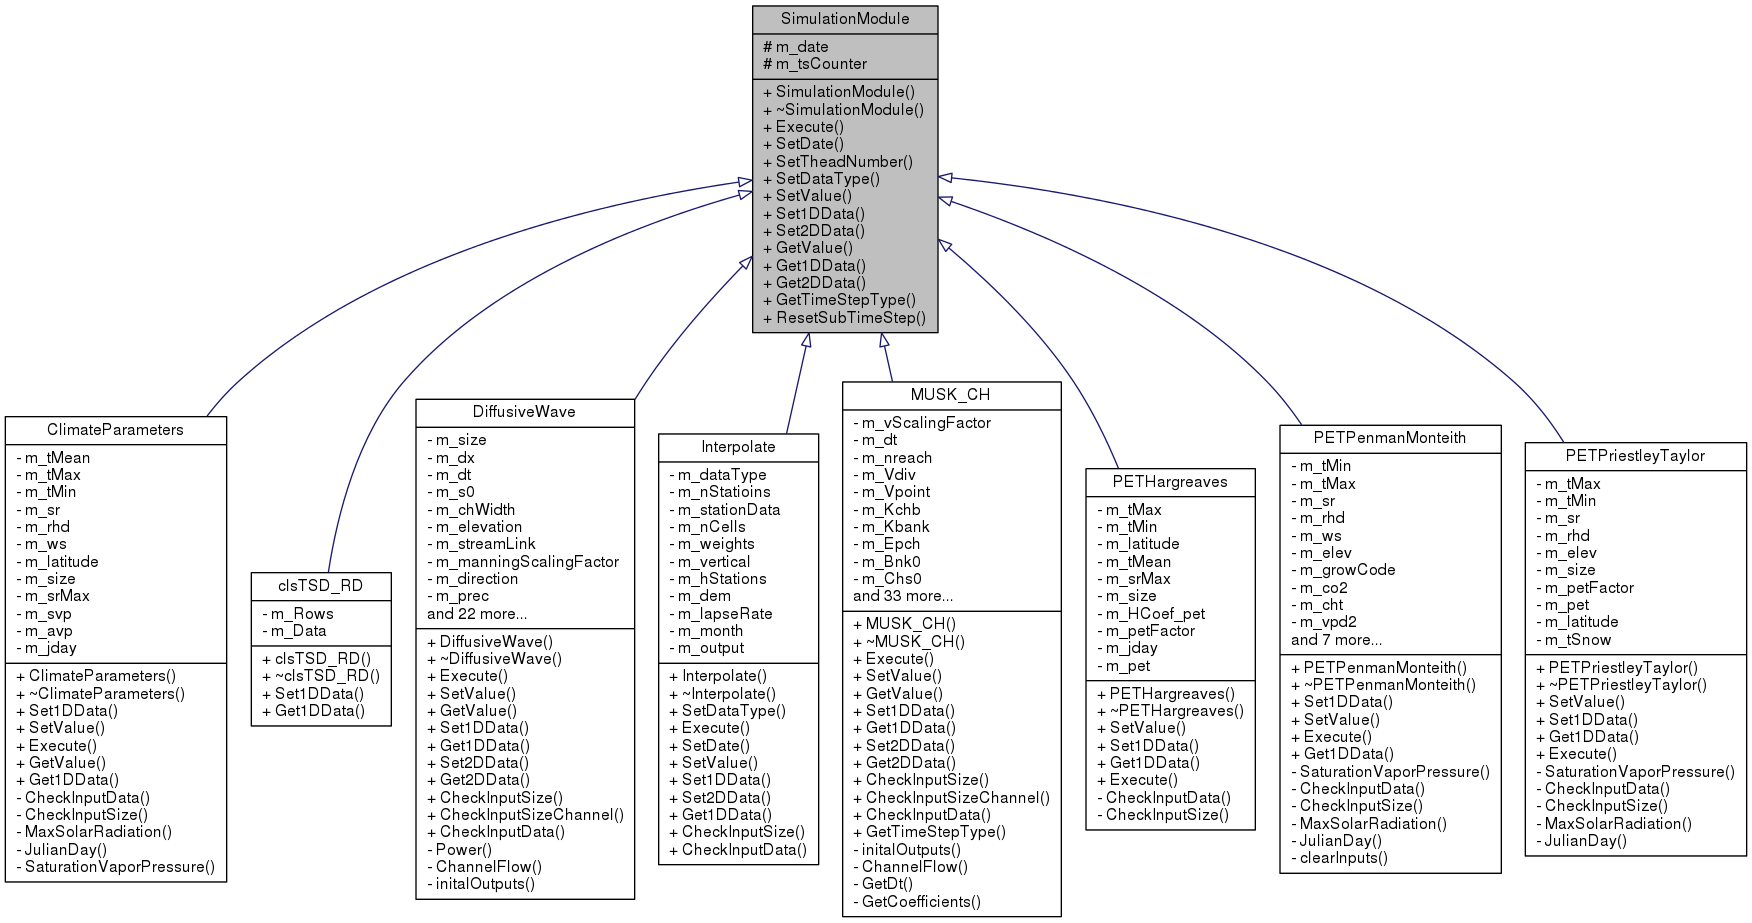 SimulationModule
# m_date
# m_tsCounter
+ SimulationModule()
+ ~SimulationModule()
+ Execute()
+ SetDate()
+ SetTheadNumber()
+ SetDataType()
+ SetValue()
+ Set1DData()
+ Set2DData()
+ GetValue()
+ Get1DData()
+ Get2DData()
+ GetTimeStepType()
+ ResetSubTimeStep()
ClimateParameters
- m_tMean
- m_tMax
- m_tMin
- m_sr
- m_rhd
- m_ws
- m_latitude
- m_size
- m_srMax
- m_svp
- m_avp
- m_jday
+ ClimateParameters()
+ ~ClimateParameters()
+ Set1DData()
+ SetValue()
+ Execute()
+ GetValue()
+ Get1DData()
- CheckInputData()
- CheckInputSize()
- MaxSolarRadiation()
- JulianDay()
- SaturationVaporPressure()
clsTSD_RD
- m_Rows
- m_Data
+ clsTSD_RD()
+ ~clsTSD_RD()
+ Set1DData()
+ Get1DData()
DiffusiveWave
- m_size
- m_dx
- m_dt
- m_s0
- m_chWidth
- m_elevation
- m_streamLink
- m_manningScalingFactor
- m_direction
- m_prec
and 22 more...
+ DiffusiveWave()
+ ~DiffusiveWave()
+ Execute()
+ SetValue()
+ GetValue()
+ Set1DData()
+ Get1DData()
+ Set2DData()
+ Get2DData()
+ CheckInputSize()
+ CheckInputSizeChannel()
+ CheckInputData()
- Power()
- ChannelFlow()
- initalOutputs()
Interpolate
- m_dataType
- m_nStatioins
- m_stationData
- m_nCells
- m_weights
- m_vertical
- m_hStations
- m_dem
- m_lapseRate
- m_month
- m_output
+ Interpolate()
+ ~Interpolate()
+ SetDataType()
+ Execute()
+ SetDate()
+ SetValue()
+ Set1DData()
+ Set2DData()
+ Get1DData()
+ CheckInputSize()
+ CheckInputData()
MUSK_CH
- m_vScalingFactor
- m_dt
- m_nreach
- m_Vdiv
- m_Vpoint
- m_Kchb
- m_Kbank
- m_Epch
- m_Bnk0
- m_Chs0
and 33 more...
+ MUSK_CH()
+ ~MUSK_CH()
+ Execute()
+ SetValue()
+ GetValue()
+ Set1DData()
+ Get1DData()
+ Set2DData()
+ Get2DData()
+ CheckInputSize()
+ CheckInputSizeChannel()
+ CheckInputData()
+ GetTimeStepType()
- initalOutputs()
- ChannelFlow()
- GetDt()
- GetCoefficients()
PETHargreaves
- m_tMax
- m_tMin
- m_latitude
- m_tMean
- m_srMax
- m_size
- m_HCoef_pet
- m_petFactor
- m_jday
- m_pet
+ PETHargreaves()
+ ~PETHargreaves()
+ SetValue()
+ Set1DData()
+ Get1DData()
+ Execute()
- CheckInputData()
- CheckInputSize()
PETPenmanMonteith
- m_tMin
- m_tMax
- m_sr
- m_rhd
- m_ws
- m_elev
- m_growCode
- m_co2
- m_cht
- m_vpd2
and 7 more...
+ PETPenmanMonteith()
+ ~PETPenmanMonteith()
+ Set1DData()
+ SetValue()
+ Execute()
+ Get1DData()
- SaturationVaporPressure()
- CheckInputData()
- CheckInputSize()
- MaxSolarRadiation()
- JulianDay()
- clearInputs()
PETPriestleyTaylor
- m_tMax
- m_tMin
- m_sr
- m_rhd
- m_elev
- m_size
- m_petFactor
- m_pet
- m_latitude
- m_tSnow
+ PETPriestleyTaylor()
+ ~PETPriestleyTaylor()
+ SetValue()
+ Set1DData()
+ Get1DData()
+ Execute()
- SaturationVaporPressure()
- CheckInputData()
- CheckInputSize()
- MaxSolarRadiation()
- JulianDay()